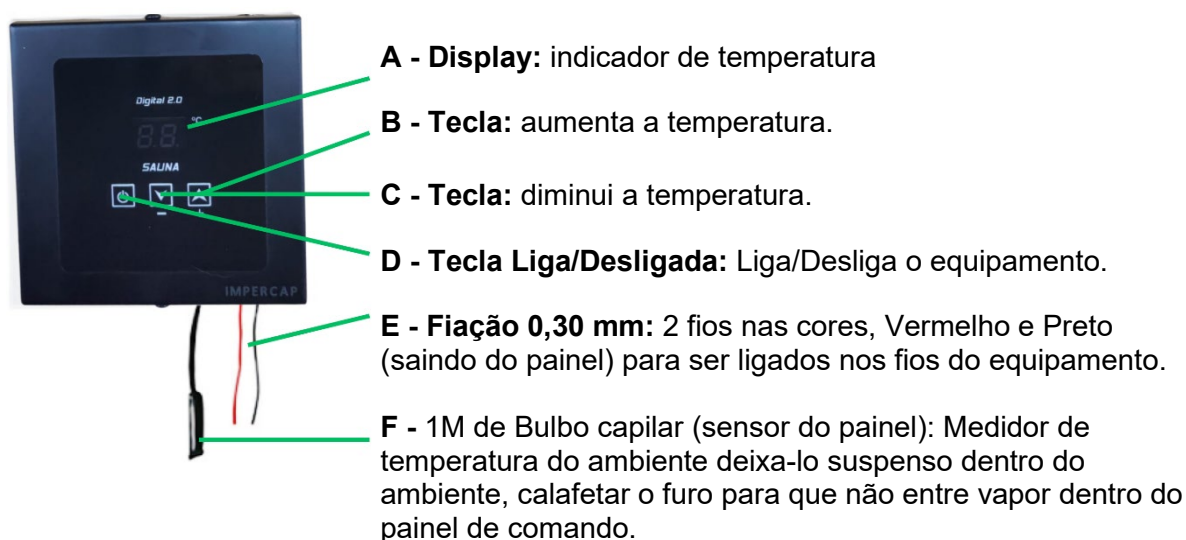 Digital 2.0
8.8.
°C
SAUNA
IMPERCAP
A - Display: indicador de temperatura
B - Tecla: aumenta a temperatura.
C - Tecla: diminui a temperatura.
D - Tecla Liga/Desligada: Liga/Desliga o equipamento.
E - Fiação 0,30 mm: 2 fios nas cores, Vermelho e Preto
(saindo do painel) para ser ligados nos fios do equipamento.
F - 1M de Bulbo capilar (sensor do painel): Medidor de
temperatura do ambiente deixa-lo suspenso dentro do
ambiente, calafetar o furo para que não entre vapor dentro do
painel de comando.